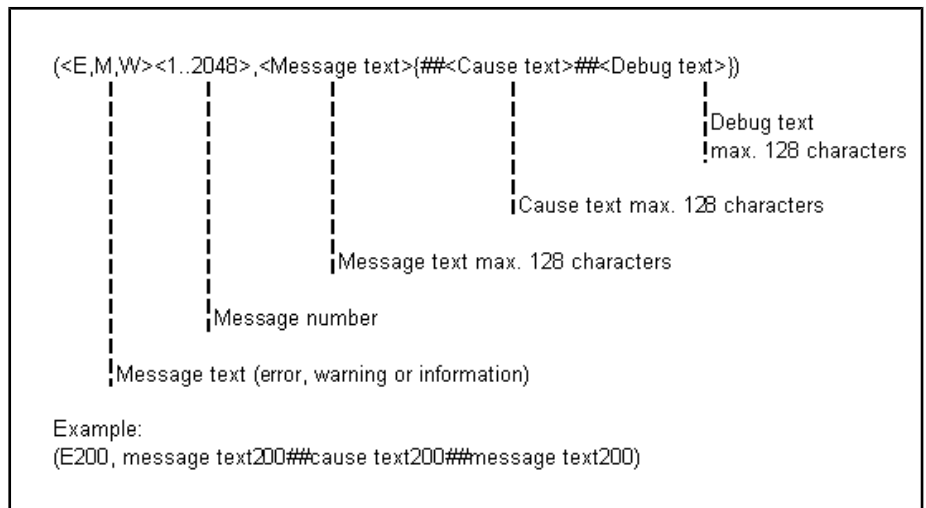 (<E,M,W><1..2048>,<Message text>{##<Cause text>##<Debug text>})
Debug text
max. 128 characters
Cause text max. 128 characters
Message text max. 128 characters
Message number
Message text (error, warning or information)
Example:
(E200, message text200##cause text200##message text200)